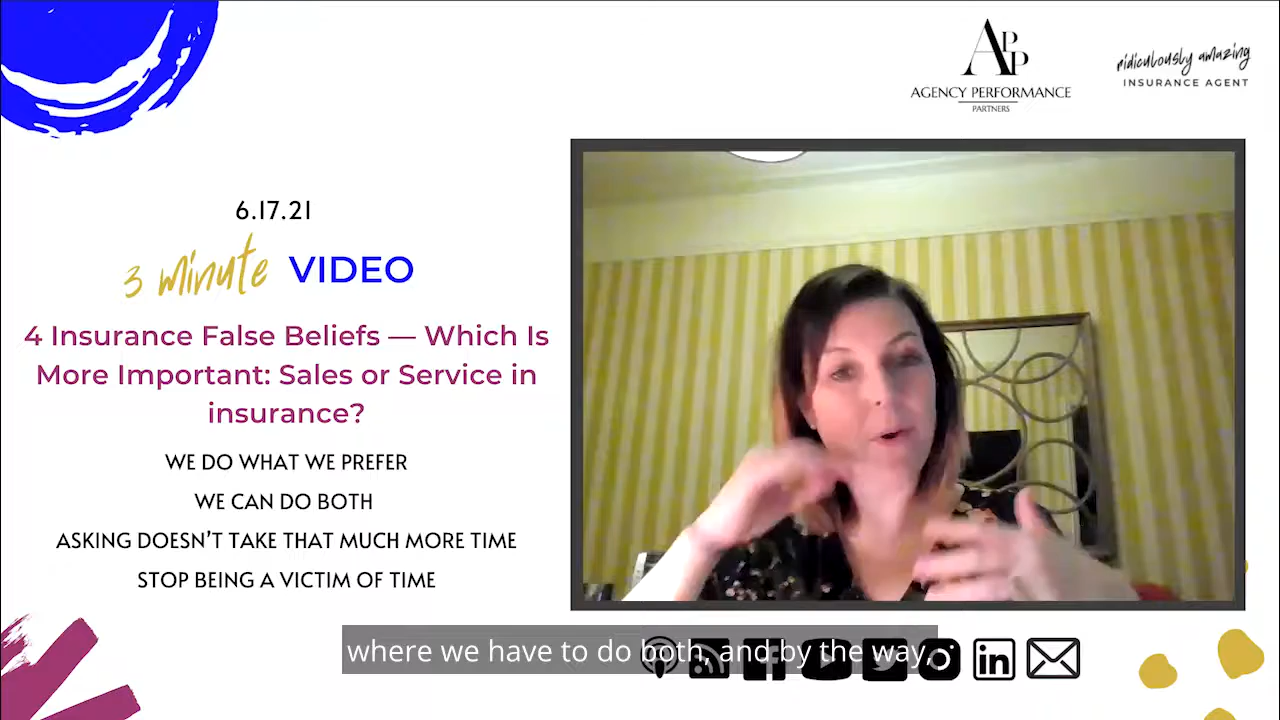 APP
AGENCY PERFORMANCE
PARTNERS
ridiculously amazing
INSURANCE AGENT
6.17.21
3 minute VIDEO
4 Insurance False Beliefs — Which Is
More Important: Sales or Service in
insurance?
WE DO WHAT WE PREFER
WE CAN DO BOTH
ASKING DOESN'T TAKE THAT MUCH MORE TIME
STOP BEING A VICTIM OF TIME
where we have to do both, and by the way,
in